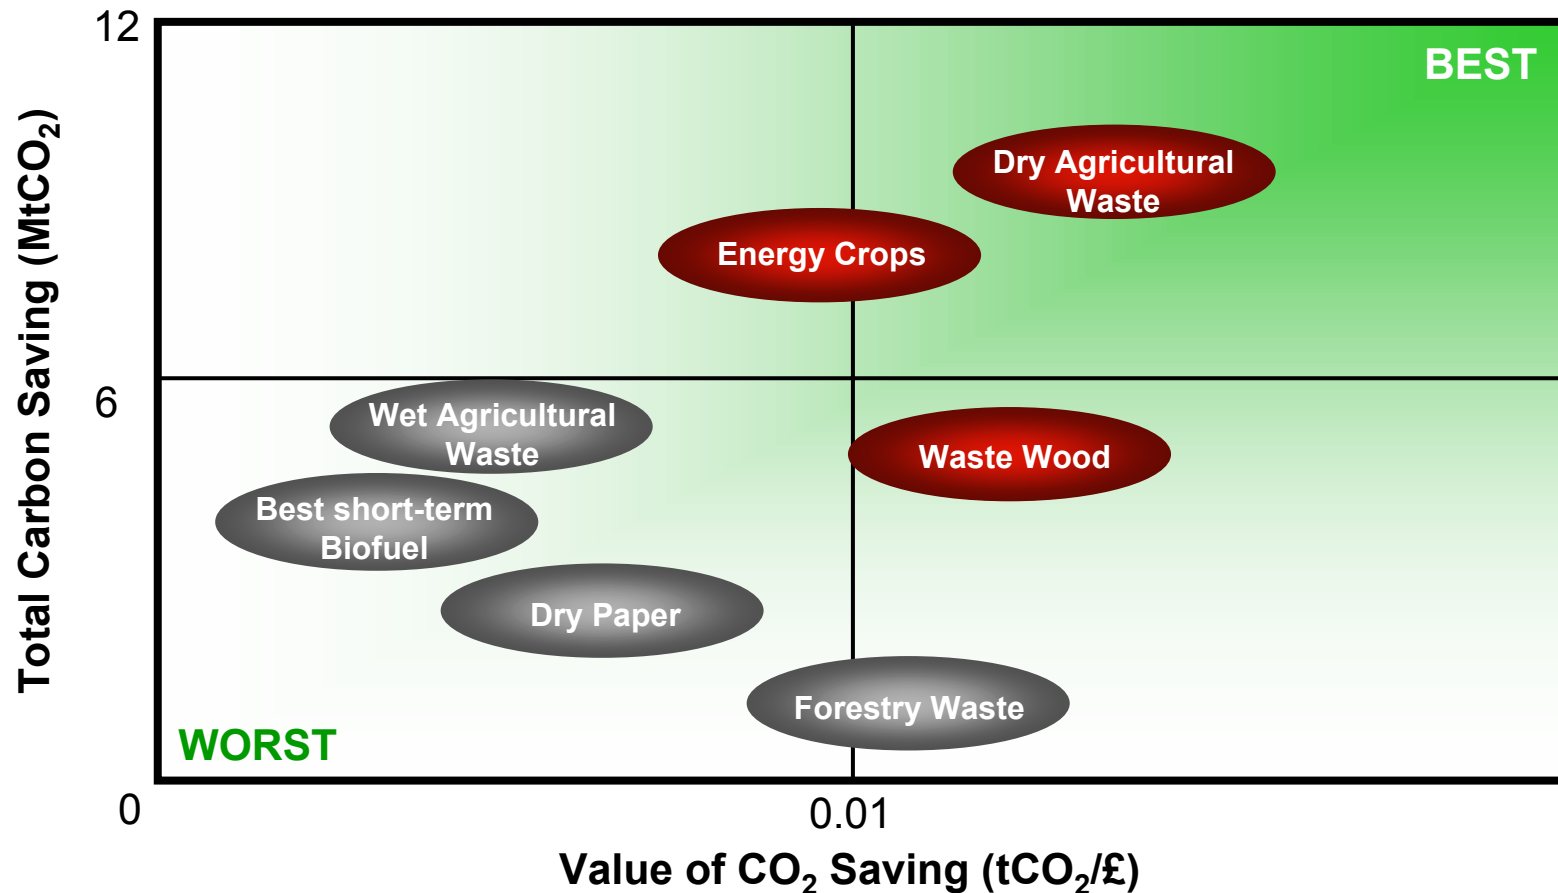 12
BEST
Dry Agricultural
Waste
Energy Crops
Total Carbon Saving (MtCO₂)
6
Wet Agricultural
Waste
Waste Wood
Best short-term
Biofuel
Dry Paper
Forestry Waste
WORST
0
0.01
Value of CO₂ Saving (tCO₂/£)